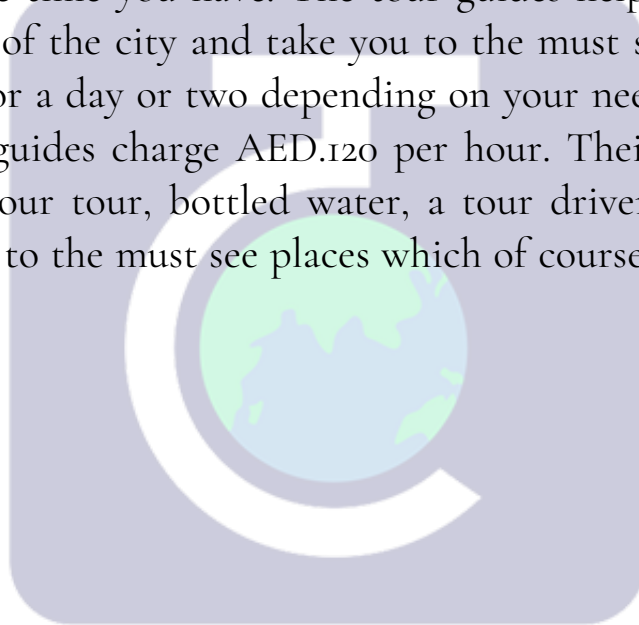 time you have. The tour guides help
of the city and take you to the must s
or a day or two depending on your nee
guides charge AED.120 per hour. Thei
our tour, bottled water, a tour driver
to the must see places which of course